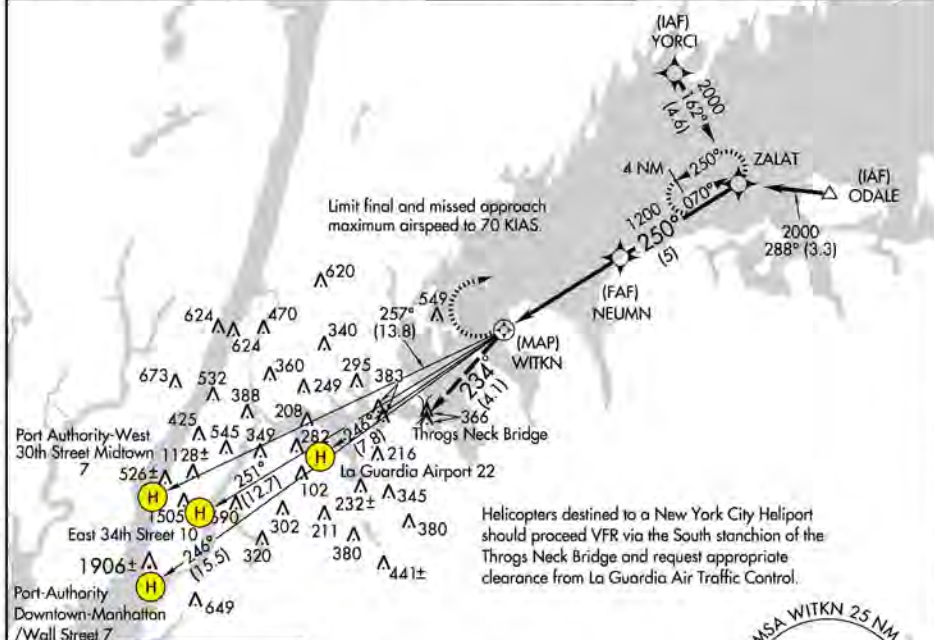 (IAF)
YORCI
2000
162°
(4.6)
ZALAT
250°
4 NM
070°
(IAF)
ODALE
2000
288° (3.3)
1200
250°
(5)
Limit final and missed approach
maximum airspeed to 70 KIAS.
(FAF)
NEUMN
620
549
257°
(13.8)
(MAP)
WITKN
624
624
470
340
234°
(4.1)
673
532
360
249
295
383
388
208
366
Throgs Neck Bridge
425
545
349
282
246°
(7.8)
216
Port Authority-West
30th Street Midtown
7
526±
1128±
La Guardia Airport 22
251°
(12.7)
102
232±
345
1505
690
East 34th Street 10
302
211
380
320
380
441±
246°
(15.5)
Helicopters destined to a New York City Heliport
should proceed VFR via the South stanchion of the
Throgs Neck Bridge and request appropriate
clearance from La Guardia Air Traffic Control.
1906±
H
H
H
H
649
Port-Authority
Downtown-Manhattan
/Wall Street 7
MSA WITKN 25 NM